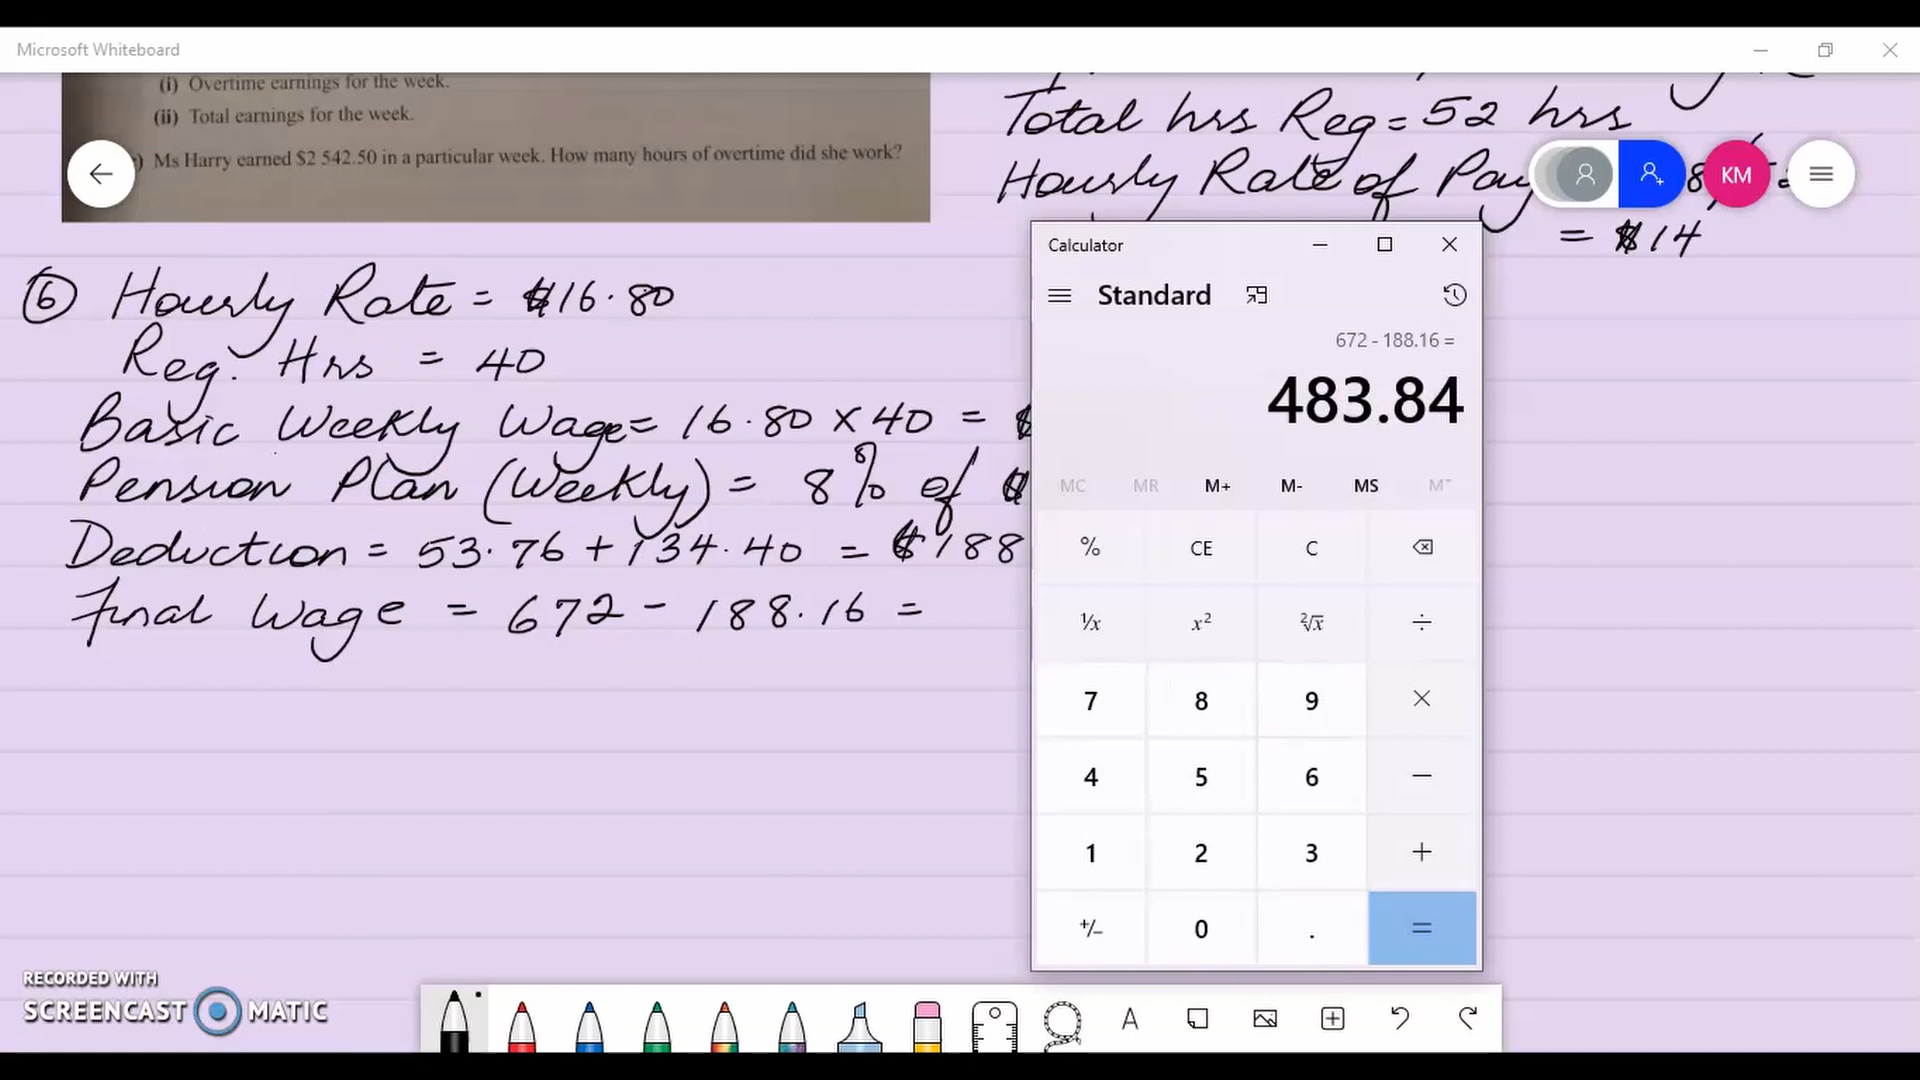 Microsoft Whiteboard
(i) Overtime earnings for the week.
(ii) Total earnings for the week.
) Ms Harry earned $2 542.50 in a particular week. How many hours of overtime did she work?
Total hrs Reg = 52 hrs
Hourly Rate of Pay
= $14
KM
6 Hourly Rate = $16.80
Reg. Hrs = 40
Basic Weekly Wage = 16.80 × 40 = $
Pension Plan (Weekly) = 8% of $
Deduction = 53.76 + 134.40 = $188
Final Wage = 672 - 188.16 =
Calculator
Standard
672 - 188.16 =
483.84
MC MR M+ M- MS M˅
% CE C
¹/x x² ²√x ÷
7 8 9 ×
4 5 6 −
1 2 3 +
+/− 0 . =
RECORDED WITH
SCREENCAST MATIC
A